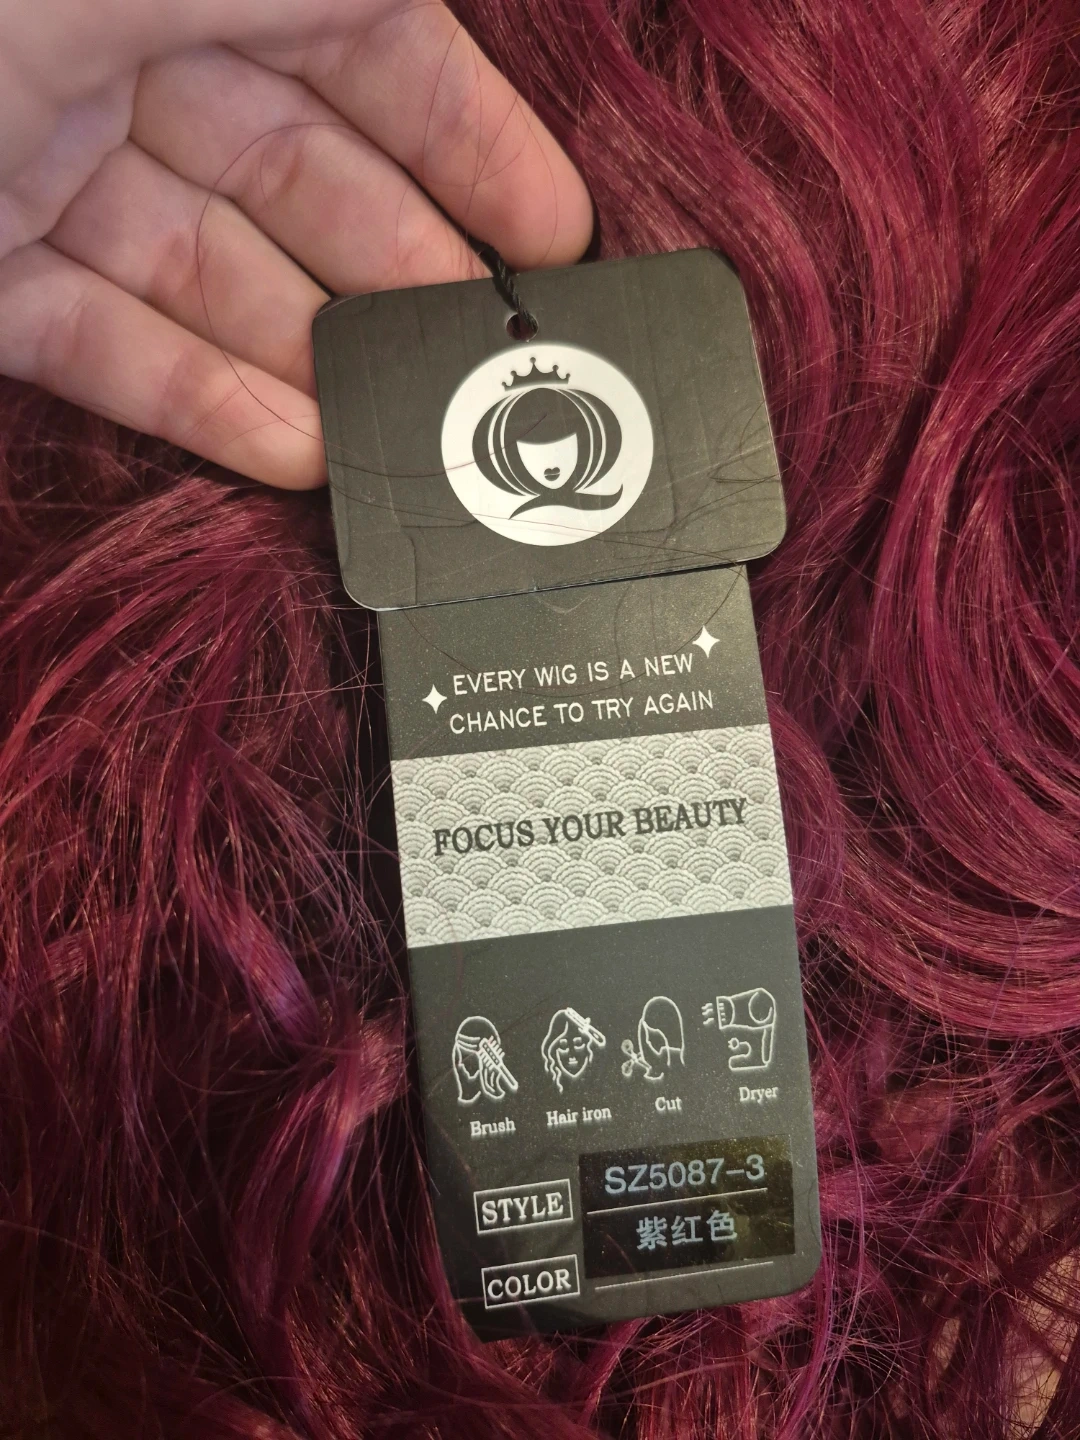 EVERY WIG IS A NEW
CHANCE TO TRY AGAIN
FOCUS YOUR BEAUTY
Brush
Hair iron
Cut
Dryer
STYLE
SZ5087-3
紫红色
COLOR